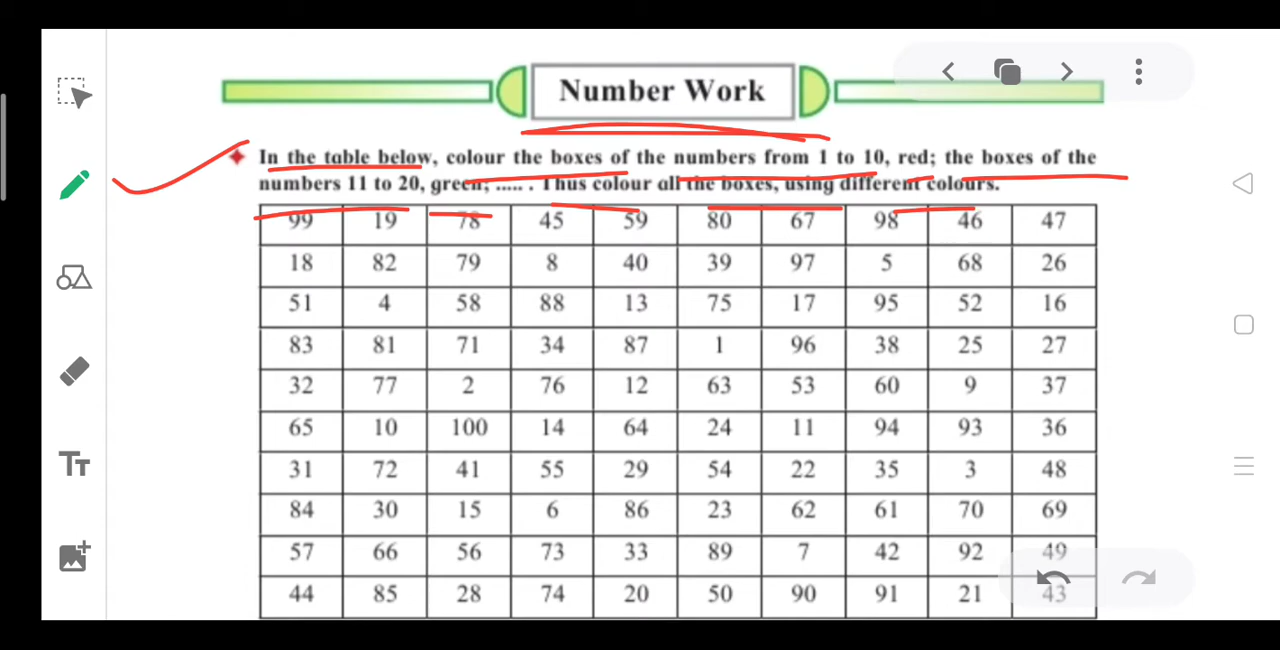 Number Work
In the table below, colour the boxes of the numbers from 1 to 10, red; the boxes of the
numbers 11 to 20, green; ..... . Thus colour all the boxes, using different colours.
99 19 78 45 59 80 67 98 46 47
18 82 79 8 40 39 97 5 68 26
51 4 58 88 13 75 17 95 52 16
83 81 71 34 87 1 96 38 25 27
32 77 2 76 12 63 53 60 9 37
65 10 100 14 64 24 11 94 93 36
31 72 41 55 29 54 22 35 3 48
84 30 15 6 86 23 62 61 70 69
57 66 56 73 33 89 7 42 92 49
44 85 28 74 20 50 90 91 21 43
TT